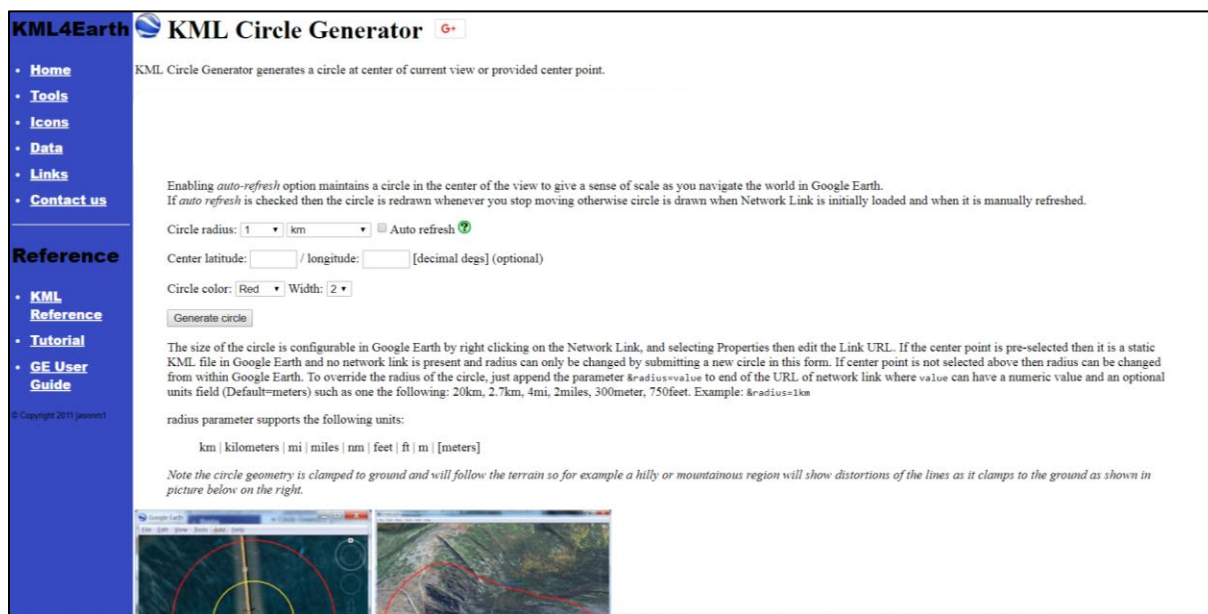 KML4Earth
• Home
• Tools
• Icons
• Data
• Links
• Contact us
Reference
• KML
Reference
• Tutorial
• GE User
Guide
© Copyright 2011 jasonm1
KML Circle Generator G+
KML Circle Generator generates a circle at center of current view or provided center point.
Enabling auto-refresh option maintains a circle in the center of the view to give a sense of scale as you navigate the world in Google Earth.
If auto refresh is checked then the circle is redrawn whenever you stop moving otherwise circle is drawn when Network Link is initially loaded and when it is manually refreshed.
Circle radius: 1 km Auto refresh ?
Center latitude: / longitude: [decimal degs] (optional)
Circle color: Red Width: 2
Generate circle
The size of the circle is configurable in Google Earth by right clicking on the Network Link, and selecting Properties then edit the Link URL. If the center point is pre-selected then it is a static
KML file in Google Earth and no network link is present and radius can only be changed by submitting a new circle in this form. If center point is not selected above then radius can be changed
from within Google Earth. To override the radius of the circle, just append the parameter &radius=value to end of the URL of network link where value can have a numeric value and an optional
units field (Default=meters) such as one the following: 20km, 2.7km, 4mi, 2miles, 300meter, 750feet. Example: &radius=1km
radius parameter supports the following units:
km | kilometers | mi | miles | nm | feet | ft | m | [meters]
Note the circle geometry is clamped to ground and will follow the terrain so for example a hilly or mountainous region will show distortions of the lines as it clamps to the ground as shown in
picture below on the right.
Google Earth
File Edit View Tools Add Help